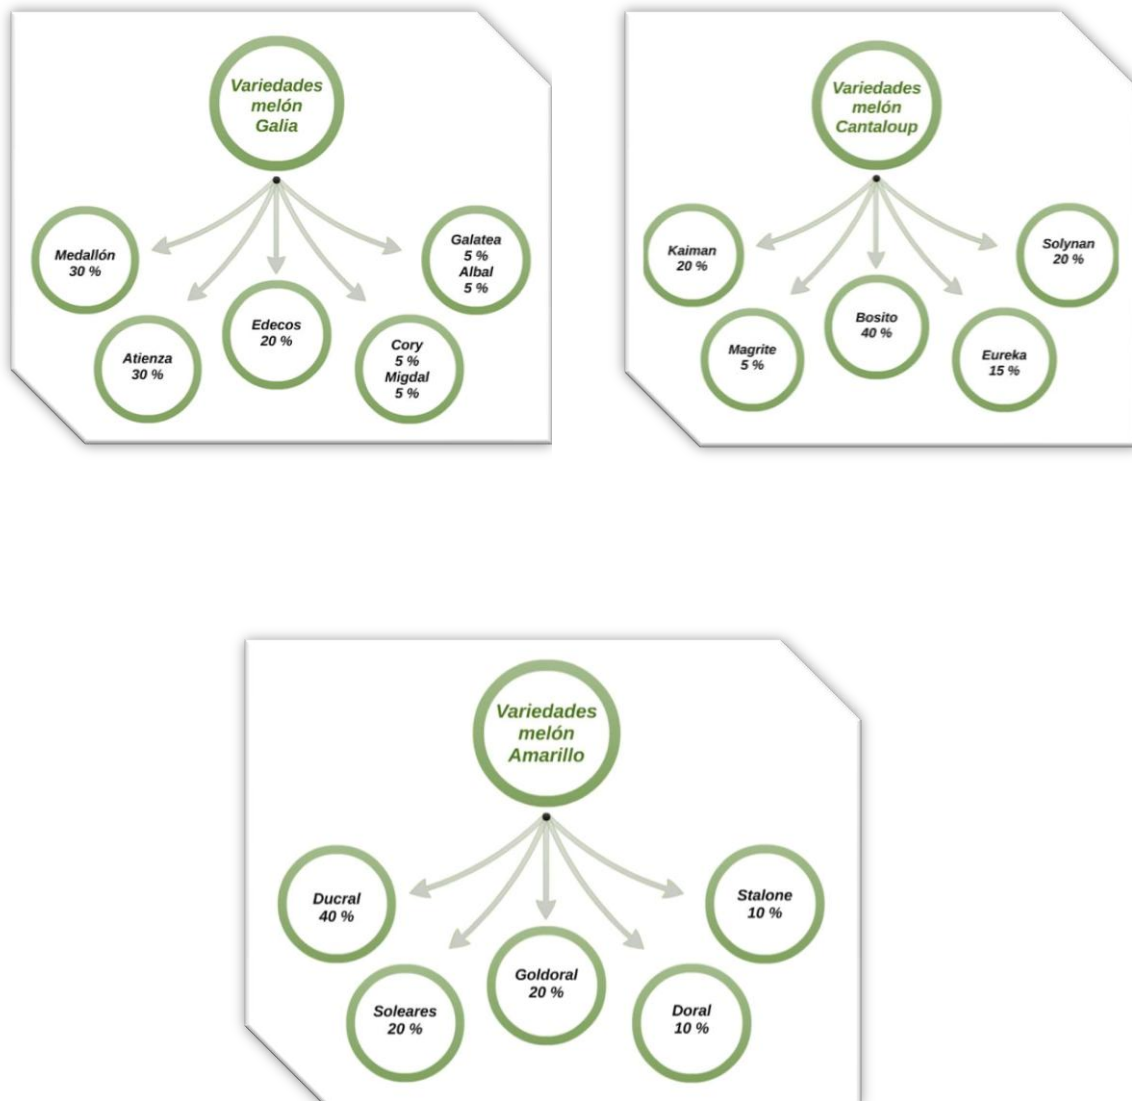 Variedades
melón
Galia
Medallón
30 %
Atienza
30 %
Edecos
20 %
Cory
5 %
Migdal
5 %
Galatea
5 %
Albal
5 %
Variedades
melón
Cantaloup
Kaiman
20 %
Magrite
5 %
Bosito
40 %
Eureka
15 %
Solynan
20 %
Variedades
melón
Amarillo
Ducral
40 %
Soleares
20 %
Goldoral
20 %
Doral
10 %
Stalone
10 %